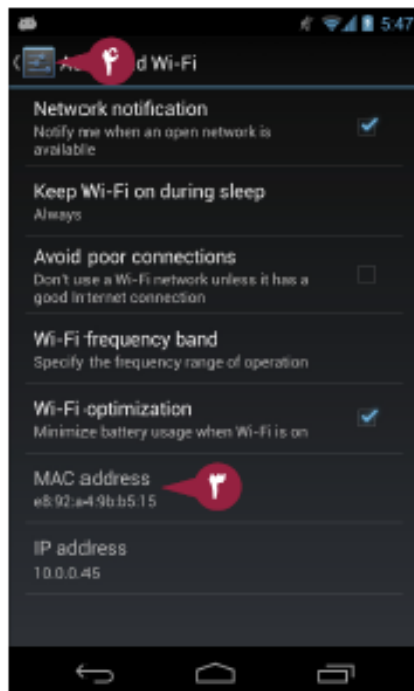 5:47
۴
d Wi-Fi
Network notification
Notify me when an open network is
available
Keep Wi-Fi on during sleep
Always
Avoid poor connections
Don't use a Wi-Fi network unless it has a
good Internet connection
Wi-Fi frequency band
Specify the frequency range of operation
Wi-Fi optimization
Minimize battery usage when Wi-Fi is on
MAC address
e8:92:a4:9b:b5:15
۳
IP address
10.0.0.45